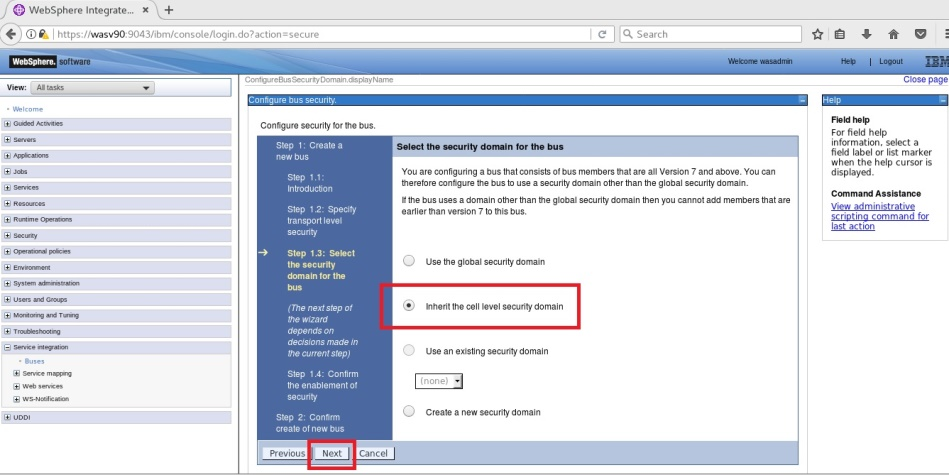 WebSphere Integrate...
https://wasv90:9043/ibm/console/login.do?action=secure
Search
WebSphere. software
Welcome wasadmin
Help
Logout
IBM
View:
All tasks
ConfigureBusSecurityDomain.displayName
Close page
Welcome
Guided Activities
Servers
Applications
Jobs
Services
Resources
Runtime Operations
Security
Operational policies
Environment
System administration
Users and Groups
Monitoring and Tuning
Troubleshooting
Service integration
Buses
Service mapping
Web services
WS-Notification
UDDI
Configure bus security.
Configure security for the bus.
Step 1: Create a
new bus
Step 1.1:
Introduction
Step 1.2: Specify
transport level
security
Step 1.3: Select
the security
domain for the
bus
(The next step of
the wizard
depends on
decisions made in
the current step)
Step 1.4: Confirm
the enablement of
security
Step 2: Confirm
create of new bus
Select the security domain for the bus
You are configuring a bus that consists of bus members that are all Version 7 and above. You can
therefore configure the bus to use a security domain other than the global security domain.
If the bus uses a domain other than the global security domain then you cannot add members that are
earlier than version 7 to this bus.
Use the global security domain
Inherit the cell level security domain
Use an existing security domain
(none)
Create a new security domain
Previous
Next
Cancel
Help
Field help
For field help
information, select a
field label or list marker
when the help cursor is
displayed.
Command Assistance
View administrative
scripting command for
last action